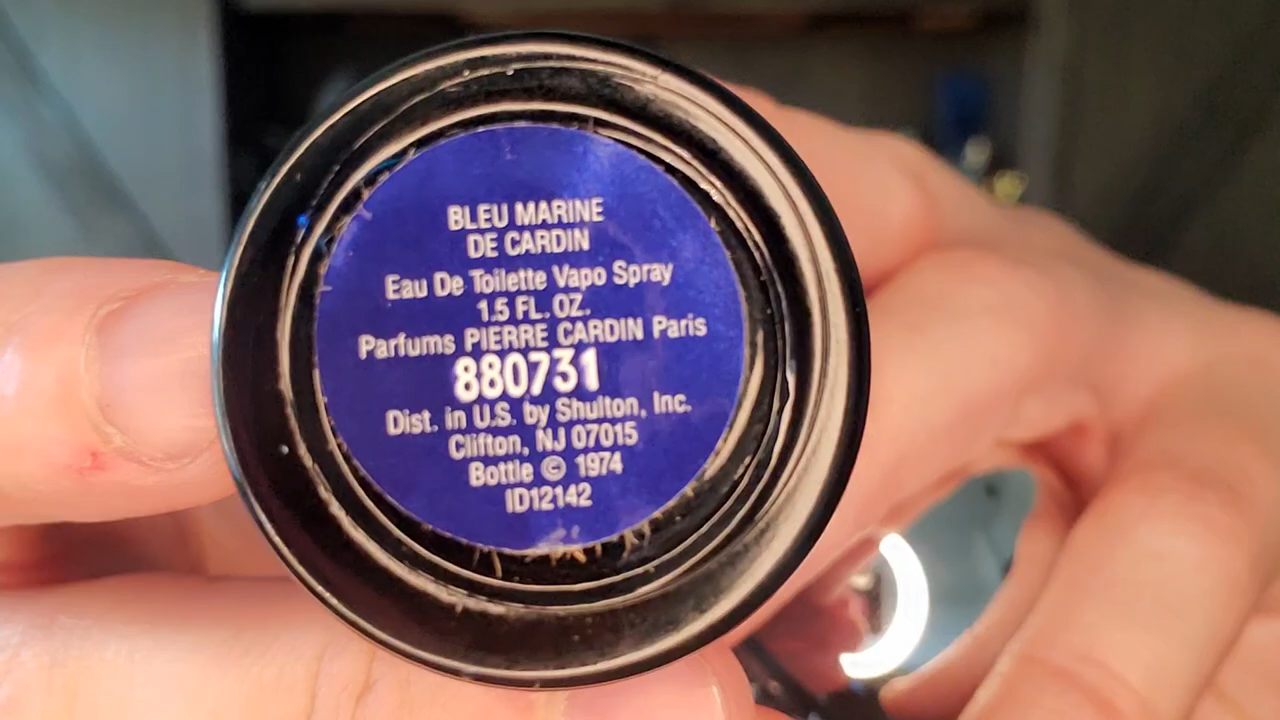 BLEU MARINE
DE CARDIN
Eau De Toilette Vapo Spray
1.5 FL. OZ.
Parfums PIERRE CARDIN Paris
880731
Dist. in U.S. by Shulton, Inc.
Clifton, NJ 07015
Bottle © 1974
ID12142